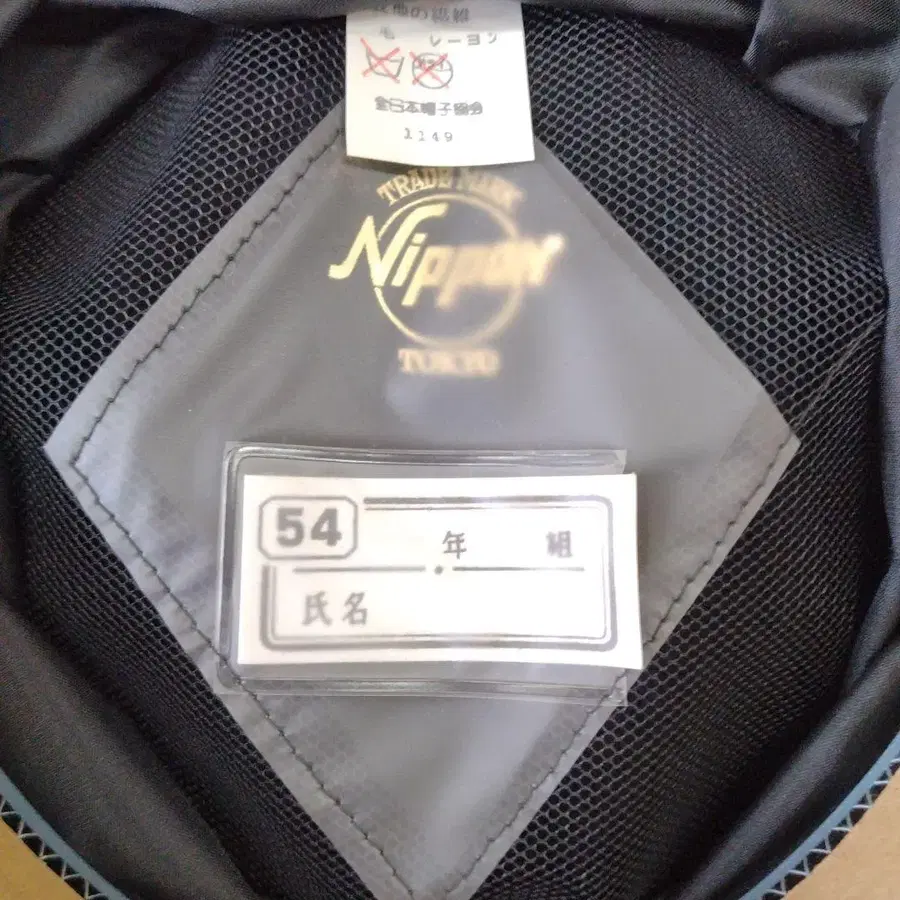 毛 レーヨン
全日本帽子協会
1149
TRADE MARK
Nippon
TOKYO
54
年 組
氏名